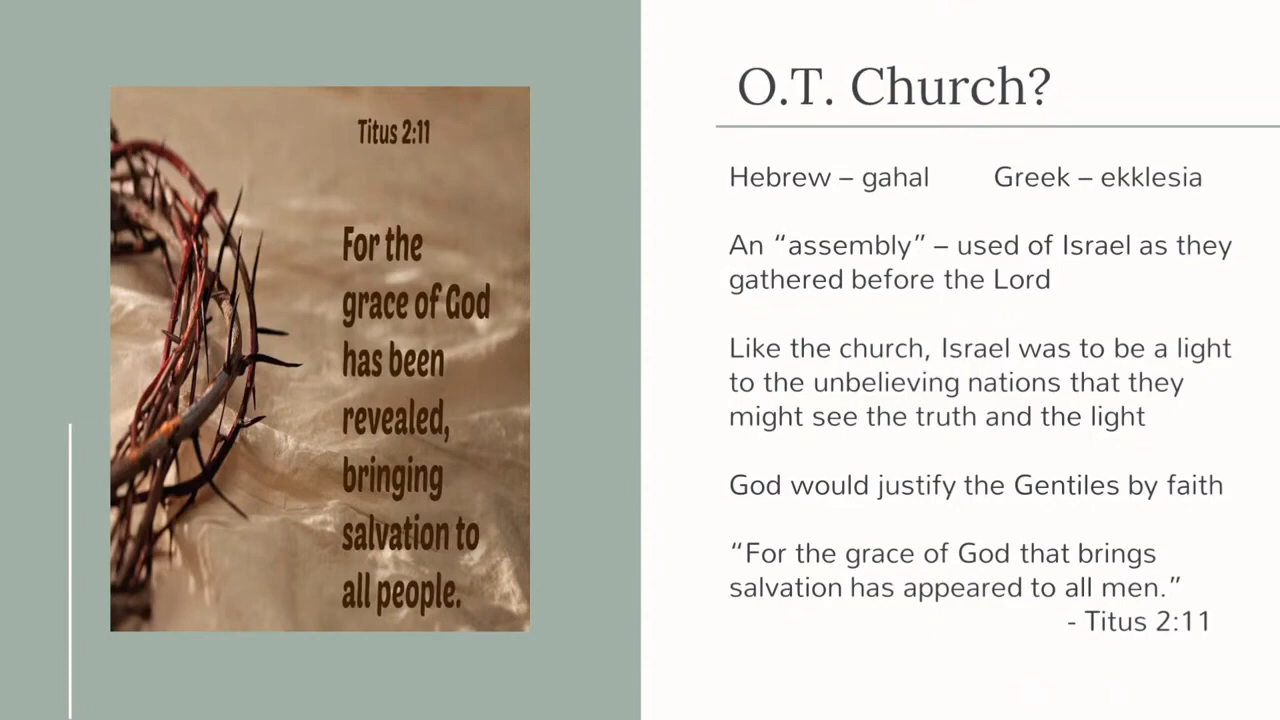 Titus 2:11
For the
grace of God
has been
revealed,
bringing
salvation to
all people.
O.T. Church?
Hebrew – gahal Greek – ekklesia
An “assembly” – used of Israel as they
gathered before the Lord
Like the church, Israel was to be a light
to the unbelieving nations that they
might see the truth and the light
God would justify the Gentiles by faith
“For the grace of God that brings
salvation has appeared to all men.”
- Titus 2:11